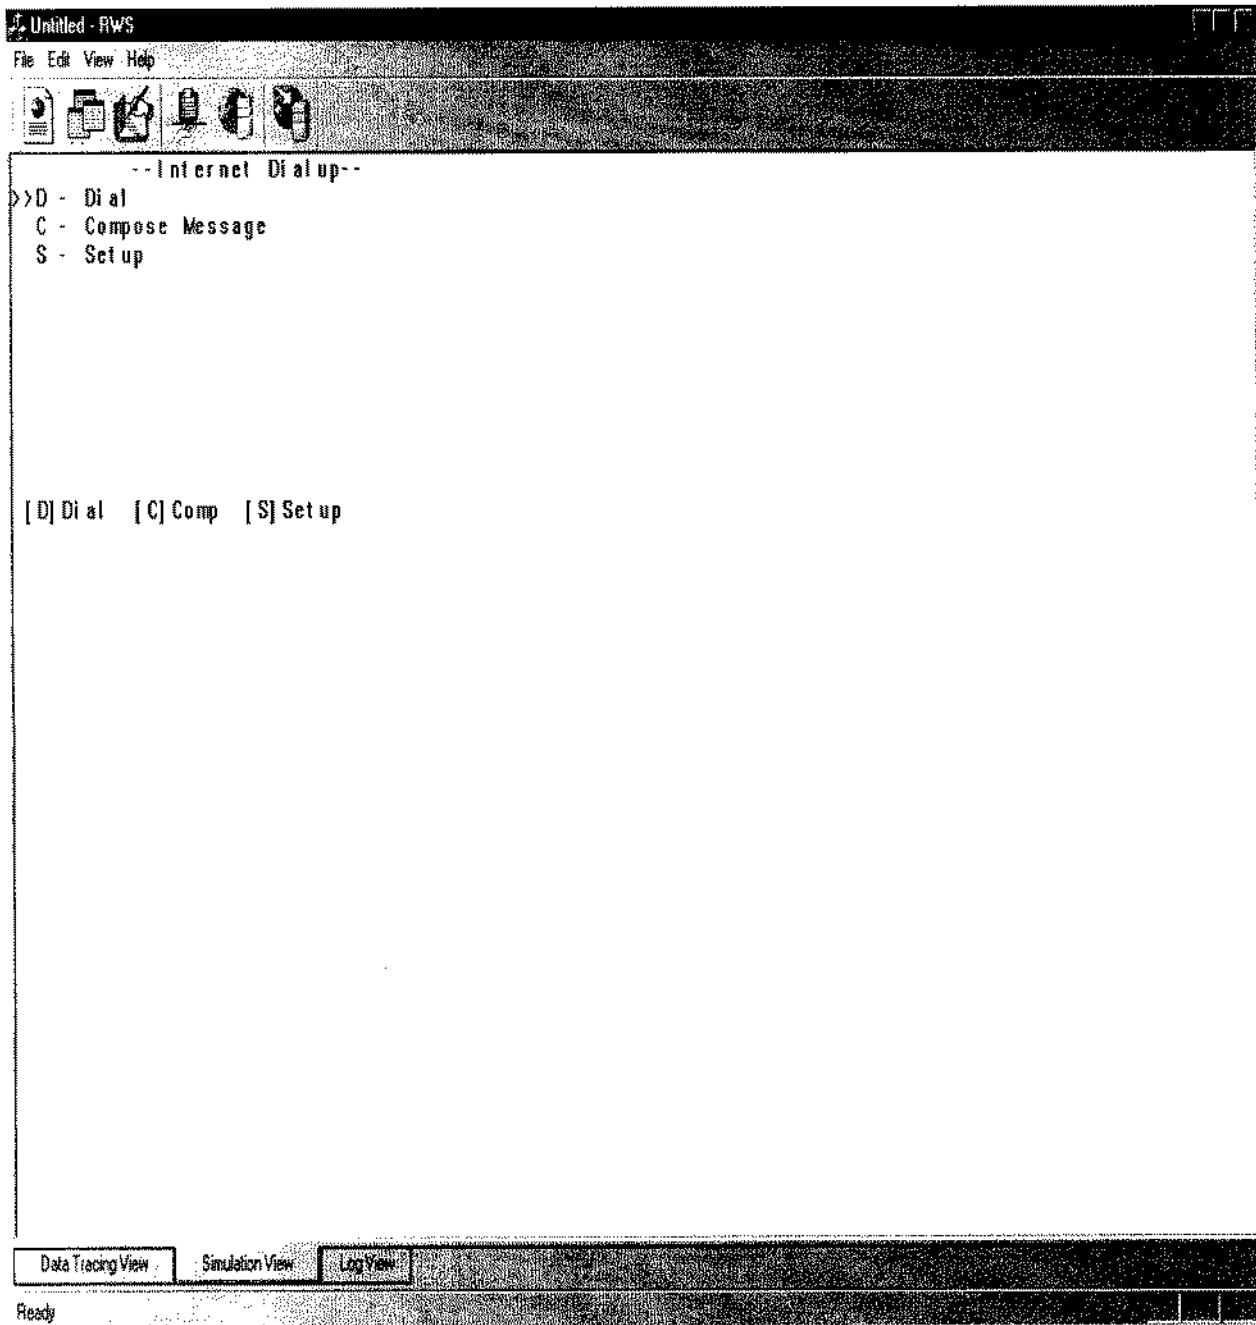 Untitled - RWS
File Edit View Help
--Internet Dialup--
>>D - Dial
C - Compose Message
S - Setup
[D]Dial [C]Comp [S]Setup
Data Tracing View Simulation View Log View
Ready